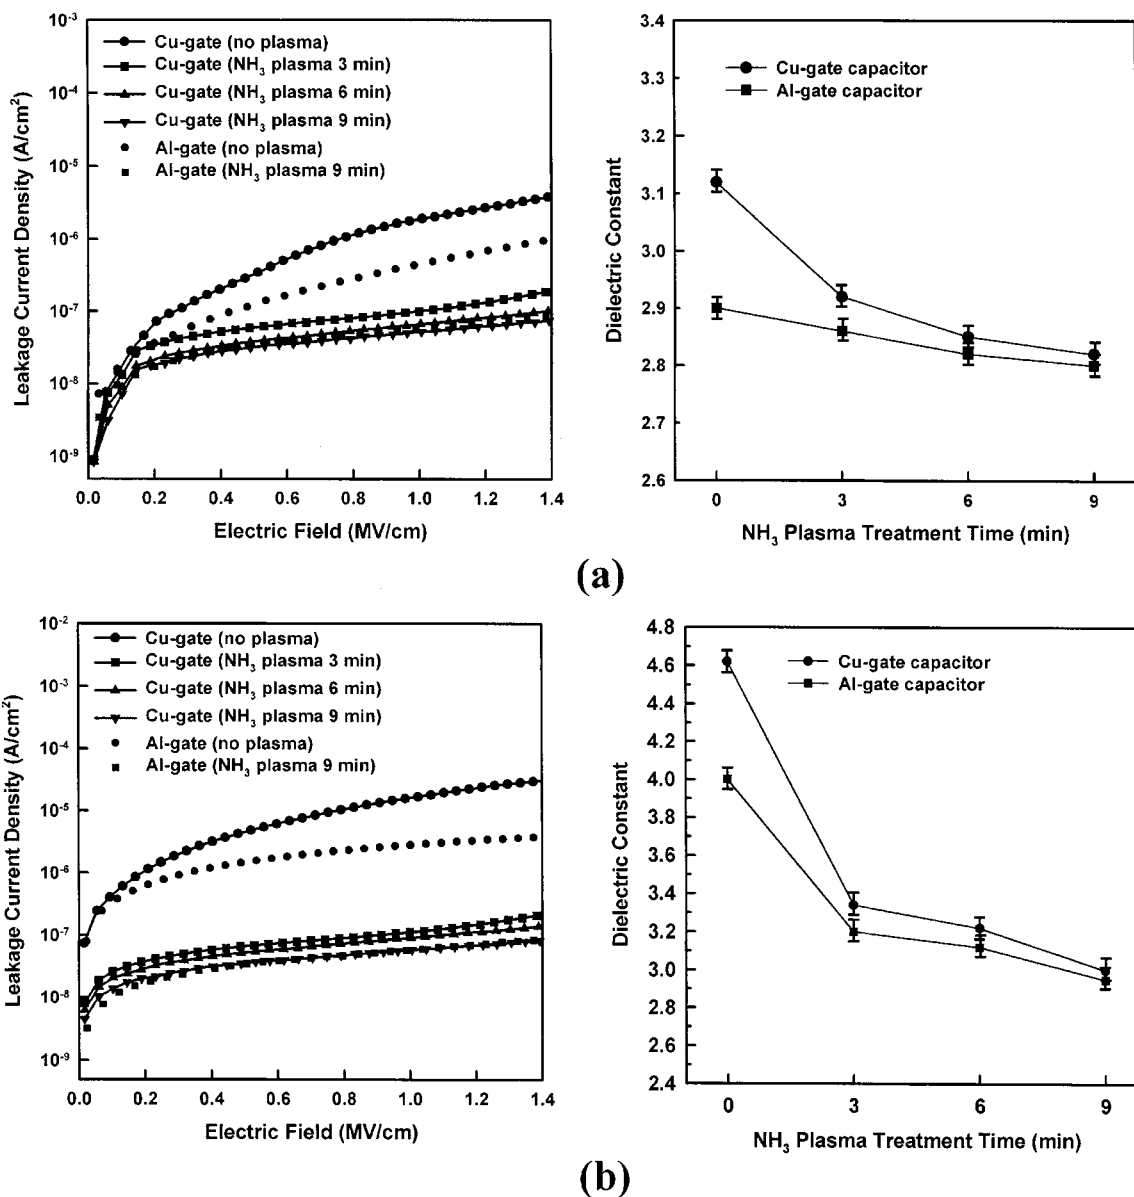 10-3
10-4
10-5
10-6
10-7
10-8
10-9
Leakage Current Density (A/cm2)
Cu-gate (no plasma)
Cu-gate (NH3 plasma 3 min)
Cu-gate (NH3 plasma 6 min)
Cu-gate (NH3 plasma 9 min)
Al-gate (no plasma)
Al-gate (NH3 plasma 9 min)
0.0 0.2 0.4 0.6 0.8 1.0 1.2 1.4
Electric Field (MV/cm)
3.4
3.3
3.2
3.1
3.0
2.9
2.8
2.7
2.6
Dielectric Constant
Cu-gate capacitor
Al-gate capacitor
0 3 6 9
NH3 Plasma Treatment Time (min)
(a)
10-2
10-3
10-4
10-5
10-6
10-7
10-8
10-9
Leakage Current Density (A/cm2)
Cu-gate (no plasma)
Cu-gate (NH3 plasma 3 min)
Cu-gate (NH3 plasma 6 min)
Cu-gate (NH3 plasma 9 min)
Al-gate (no plasma)
Al-gate (NH3 plasma 9 min)
0.0 0.2 0.4 0.6 0.8 1.0 1.2 1.4
Electric Field (MV/cm)
4.8
4.6
4.4
4.2
4.0
3.8
3.6
3.4
3.2
3.0
2.8
2.6
2.4
Dielectric Constant
Cu-gate capacitor
Al-gate capacitor
0 3 6 9
NH3 Plasma Treatment Time (min)
(b)